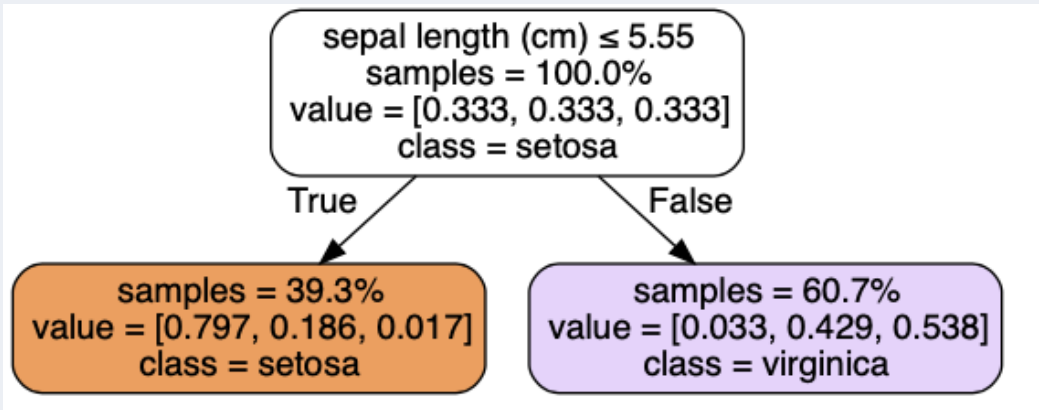 sepal length (cm) ≤ 5.55
samples = 100.0%
value = [0.333, 0.333, 0.333]
class = setosa
True
False
samples = 39.3%
value = [0.797, 0.186, 0.017]
class = setosa
samples = 60.7%
value = [0.033, 0.429, 0.538]
class = virginica